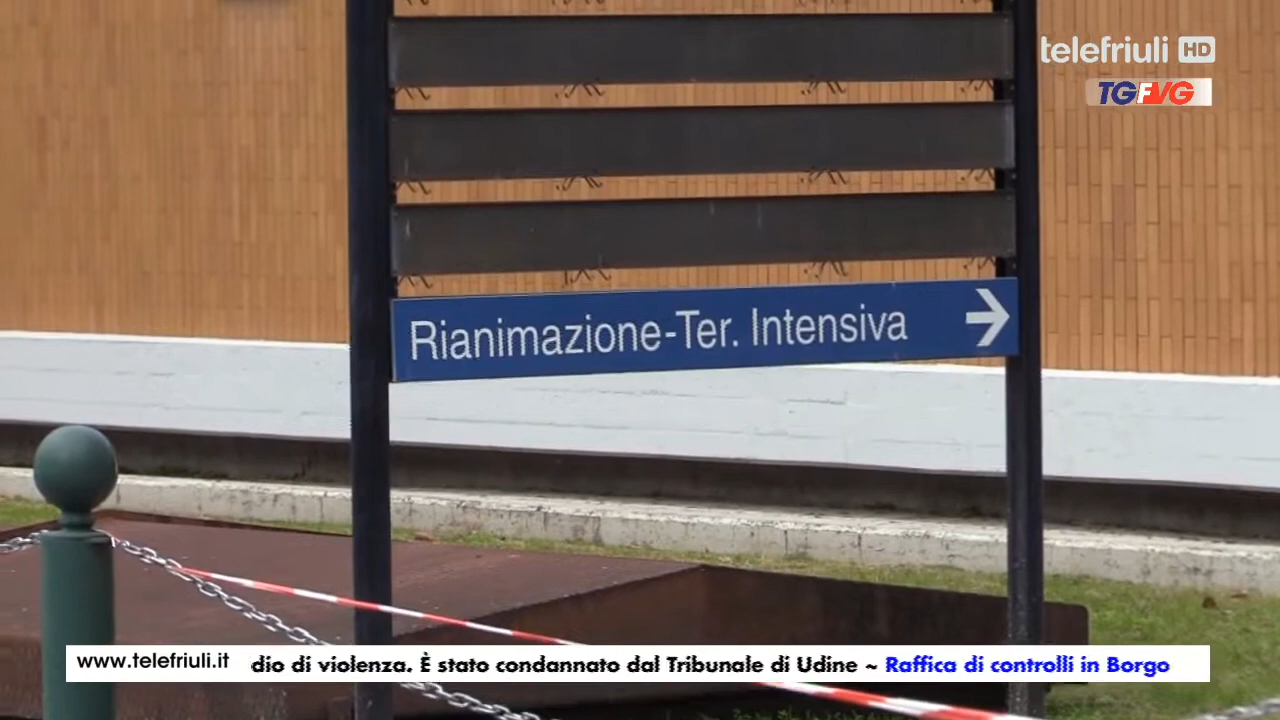 telefriuli HD
TGFVG
Rianimazione-Ter. Intensiva →
www.telefriuli.it dio di violenza. È stato condannato dal Tribunale di Udine ~ Raffica di controlli in Borgo